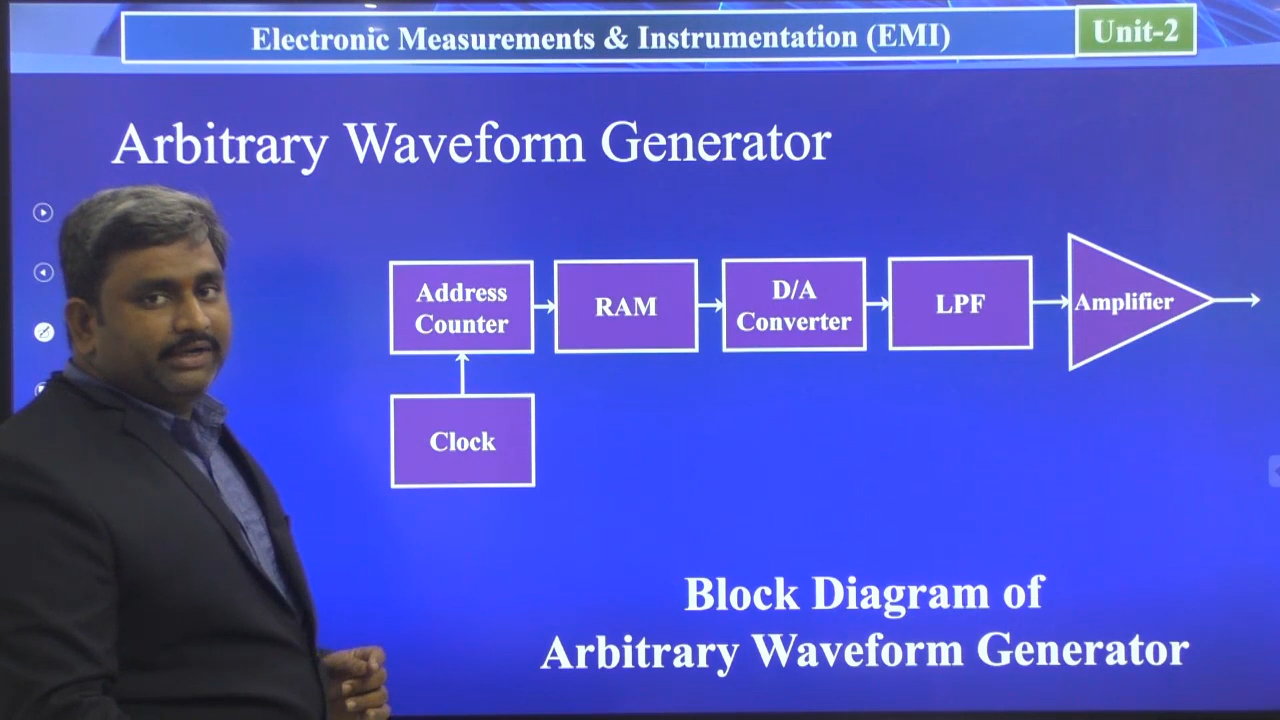 Electronic Measurements & Instrumentation (EMI)
Unit-2
Arbitrary Waveform Generator
Address
Counter
RAM
D/A
Converter
LPF
Amplifier
Clock
Block Diagram of
Arbitrary Waveform Generator